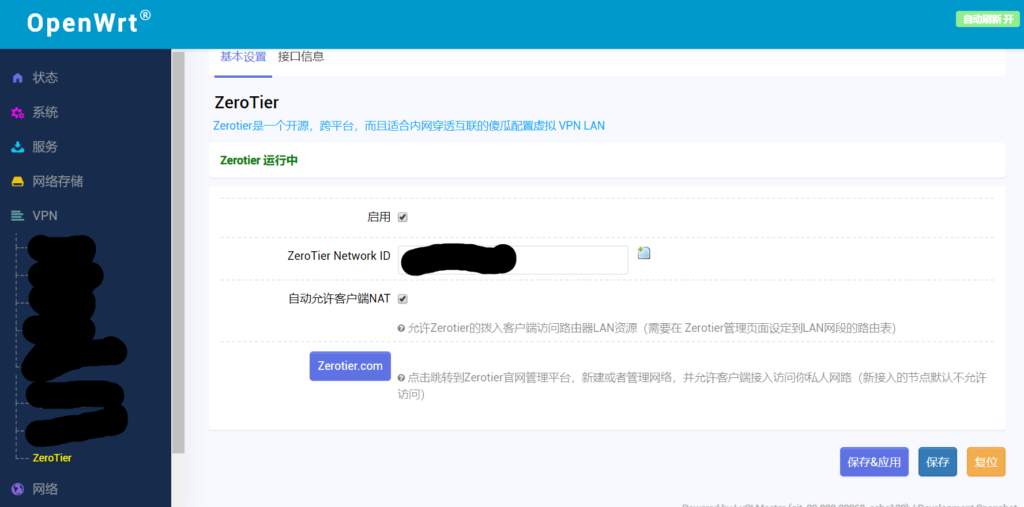 OpenWrt®
自动刷新 开
状态
系统
服务
网络存储
VPN
ZeroTier
网络
基本设置 接口信息
ZeroTier
Zerotier是一个开源，跨平台，而且适合内网穿透互联的傻瓜配置虚拟 VPN LAN
Zerotier 运行中
启用
ZeroTier Network ID
自动允许客户端NAT
允许Zerotier的拨入客户端访问路由器LAN资源（需要在 Zerotier管理页面设定到LAN网段的路由表）
Zerotier.com
点击跳转到Zerotier官网管理平台，新建或者管理网络，并允许客户端接入访问你私人网路（新接入的节点默认不允许
访问）
保存&应用 保存 复位